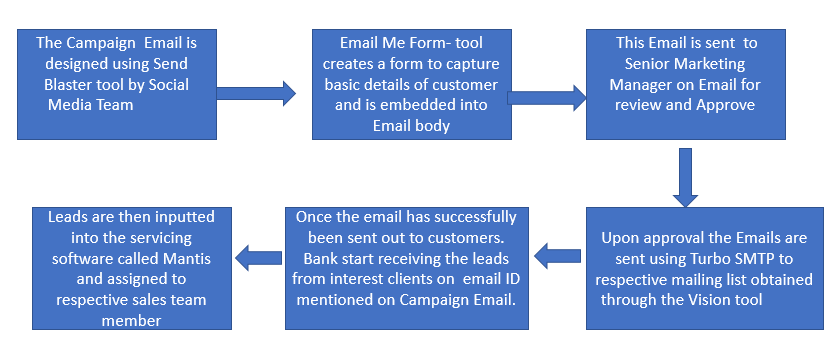 The Campaign Email is
designed using Send
Blaster tool by Social
Media Team
Email Me Form- tool
creates a form to capture
basic details of customer
and is embedded into
Email body
This Email is sent to
Senior Marketing
Manager on Email for
review and Approve
Upon approval the Emails are
sent using Turbo SMTP to
respective mailing list obtained
through the Vision tool
Once the email has successfully
been sent out to customers.
Bank start receiving the leads
from interest clients on email ID
mentioned on Campaign Email.
Leads are then inputted
into the servicing
software called Mantis
and assigned to
respective sales team
member